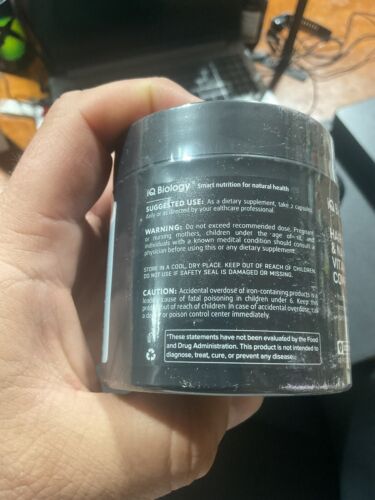 iQ Biology™ Smart nutrition for natural health
SUGGESTED USE: As a dietary supplement, take 2 capsules
daily or as directed by your ealthcare professional.
WARNING: Do not exceed recommended dose. Pregnant
or nursing mothers, children under the age of 18, and
individuals with a known medital condition should consult a
physician before using this or any dietary supplement.
STORE IN A COOL, DRY PLACE. KEEP OUT OF REACH OF CHILDREN.
DO NOT USE IF SAFETY SEAL IS DAMAGED OR MISSING.
CAUTION: Accidental overdose of iron-containing products is a
leading cause of fatal poisoning in children under 6. Keep this
product out of reach of children. In case of accidental overdose, call
a doctor or poison control center immediately.
*These statements have not been evaluated by the Food
and Drug Administration. This product is not intended to
diagnose, treat, cure, or prevent any disease.